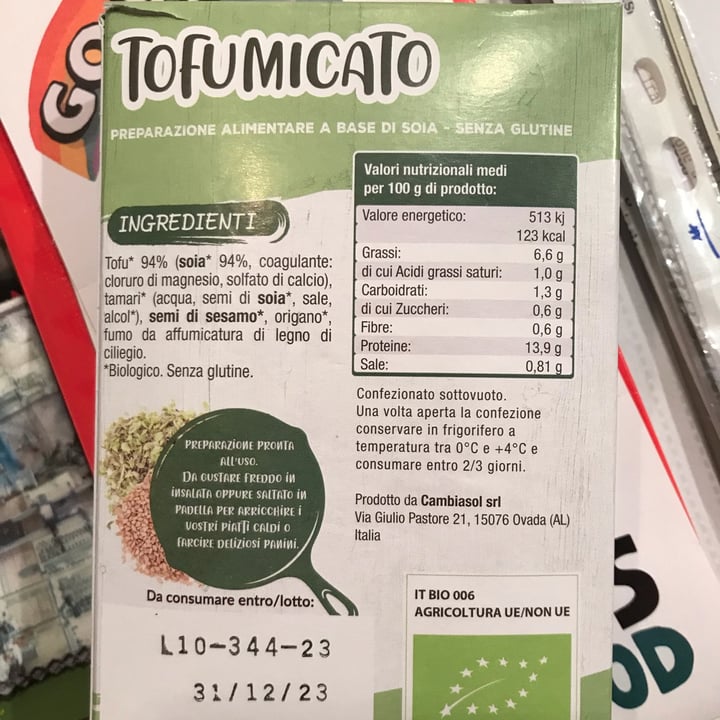 GO
TOFUMICATO
PREPARAZIONE ALIMENTARE A BASE DI SOIA - SENZA GLUTINE
INGREDIENTI
Tofu* 94% (soia* 94%, coagulante:
cloruro di magnesio, solfato di calcio),
tamari* (acqua, semi di soia*, sale,
alcol*), semi di sesamo*, origano*,
fumo da affumicatura di legno di
ciliegio.
*Biologico. Senza glutine.
Valori nutrizionali medi
per 100 g di prodotto:
Valore energetico: 513 kj
123 kcal
Grassi: 6,6 g
di cui Acidi grassi saturi: 1,0 g
Carboidrati: 1,3 g
di cui Zuccheri: 0,6 g
Fibre: 0,6 g
Proteine: 13,9 g
Sale: 0,81 g
Confezionato sottovuoto.
Una volta aperta la confezione
conservare in frigorifero a
temperatura tra 0°C e +4°C e
consumare entro 2/3 giorni.
Prodotto da Cambiasol srl
Via Giulio Pastore 21, 15076 Ovada (AL)
Italia
PREPARAZIONE PRONTA
ALL'USO.
DA GUSTARE FREDDO IN
INSALATA OPPURE SALTATO IN
PADELLA PER ARRICCHIRE I
VOSTRI PIATTI CALDI O
FARCIRE DELIZIOSI PANINI.
Da consumare entro/lotto:
L10-344-23
31/12/23
IT BIO 006
AGRICOLTURA UE/NON UE
S
OD